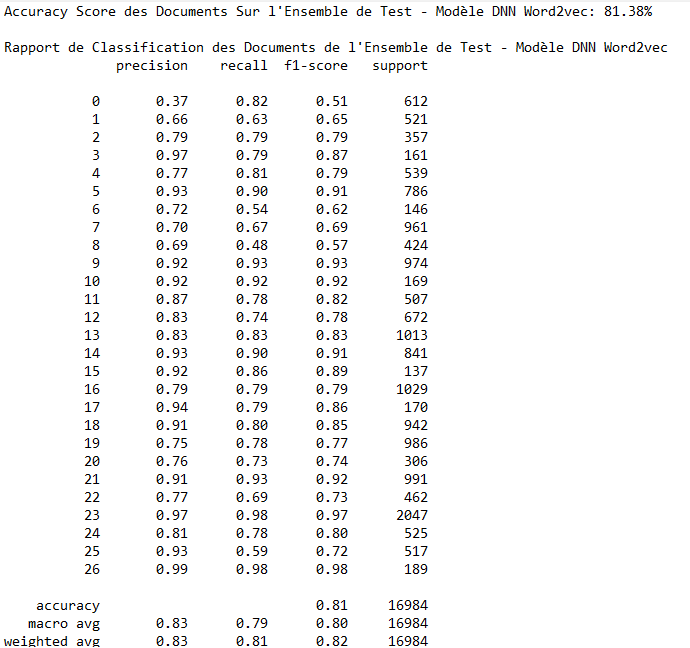 Accuracy Score des Documents Sur l'Ensemble de Test - Modèle DNN Word2vec: 81.38%
Rapport de Classification des Documents de l'Ensemble de Test - Modèle DNN Word2vec
precision recall f1-score support
0 0.37 0.82 0.51 612
1 0.66 0.63 0.65 521
2 0.79 0.79 0.79 357
3 0.97 0.79 0.87 161
4 0.77 0.81 0.79 539
5 0.93 0.90 0.91 786
6 0.72 0.54 0.62 146
7 0.70 0.67 0.69 961
8 0.69 0.48 0.57 424
9 0.92 0.93 0.93 974
10 0.92 0.92 0.92 169
11 0.87 0.78 0.82 507
12 0.83 0.74 0.78 672
13 0.83 0.83 0.83 1013
14 0.93 0.90 0.91 841
15 0.92 0.86 0.89 137
16 0.79 0.79 0.79 1029
17 0.94 0.79 0.86 170
18 0.91 0.80 0.85 942
19 0.75 0.78 0.77 986
20 0.76 0.73 0.74 306
21 0.91 0.93 0.92 991
22 0.77 0.69 0.73 462
23 0.97 0.98 0.97 2047
24 0.81 0.78 0.80 525
25 0.93 0.59 0.72 517
26 0.99 0.98 0.98 189
accuracy 0.81 16984
macro avg 0.83 0.79 0.80 16984
weighted avg 0.83 0.81 0.82 16984